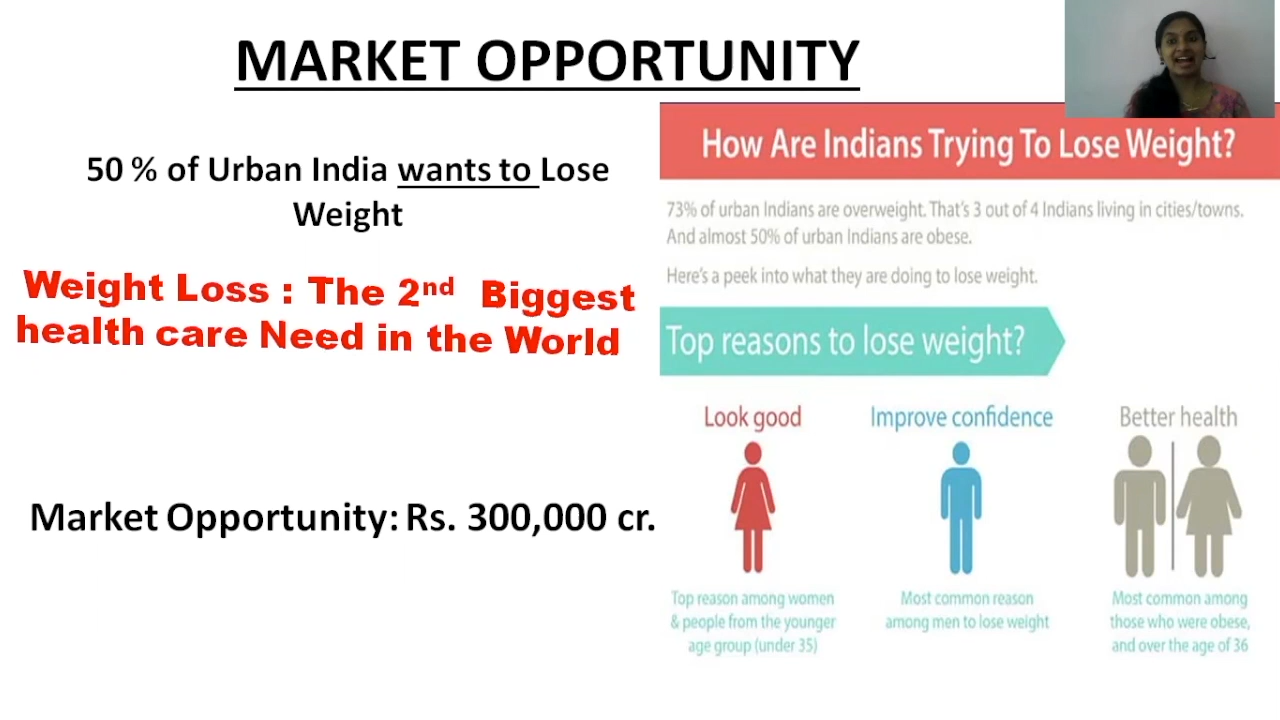 MARKET OPPORTUNITY
50 % of Urban India wants to Lose
Weight
Weight Loss : The 2nd Biggest
health care Need in the World
Market Opportunity: Rs. 300,000 cr.
How Are Indians Trying To Lose Weight?
73% of urban Indians are overweight. That's 3 out of 4 Indians living in cities/towns.
And almost 50% of urban Indians are obese.
Here's a peek into what they are doing to lose weight.
Top reasons to lose weight?
Look good
Top reason among women
& people from the younger
age group (under 35)
Improve confidence
Most common reason
among men to lose weight
Better health
Most common among
those who were obese,
and over the age of 36